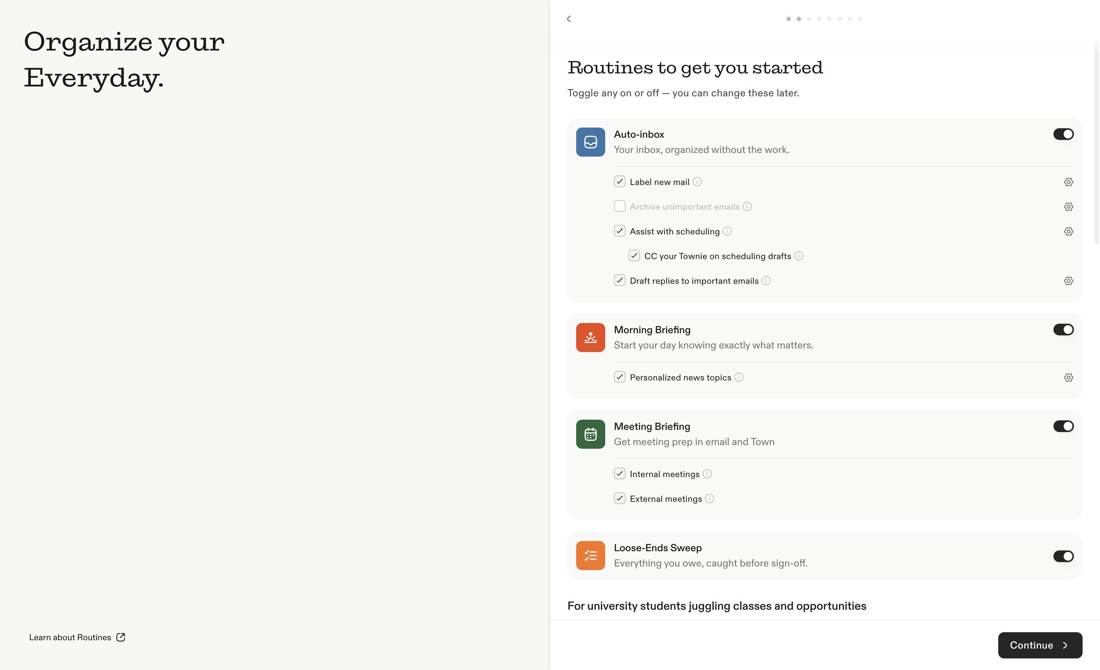 Organize your
Everyday.
Learn about Routines
Routines to get you started
Toggle any on or off — you can change these later.
Auto-inbox
Your inbox, organized without the work.
Label new mail
Archive unimportant emails
Assist with scheduling
CC your Townie on scheduling drafts
Draft replies to important emails
Morning Briefing
Start your day knowing exactly what matters.
Personalized news topics
Meeting Briefing
Get meeting prep in email and Town
Internal meetings
External meetings
Loose-Ends Sweep
Everything you owe, caught before sign-off.
For university students juggling classes and opportunities
Continue